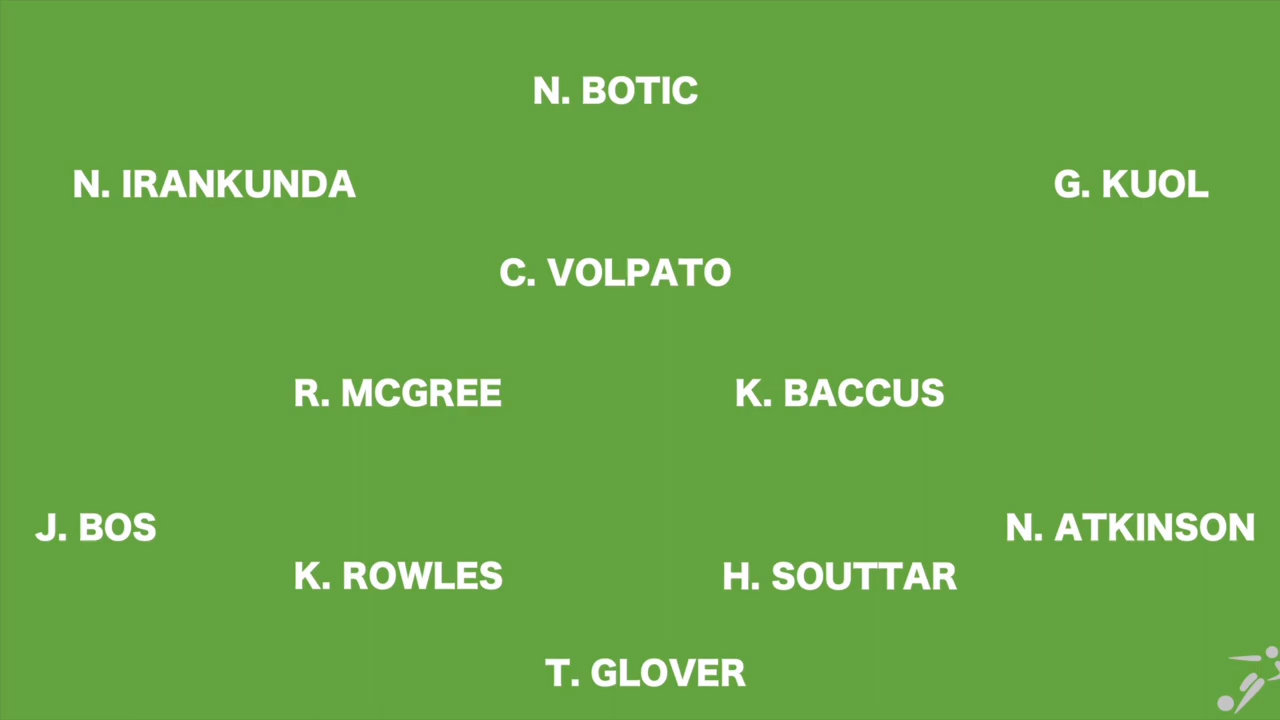 N. BOTIC
N. IRANKUNDA
G. KUOL
C. VOLPATO
R. MCGREE
K. BACCUS
J. BOS
N. ATKINSON
K. ROWLES
H. SOUTTAR
T. GLOVER